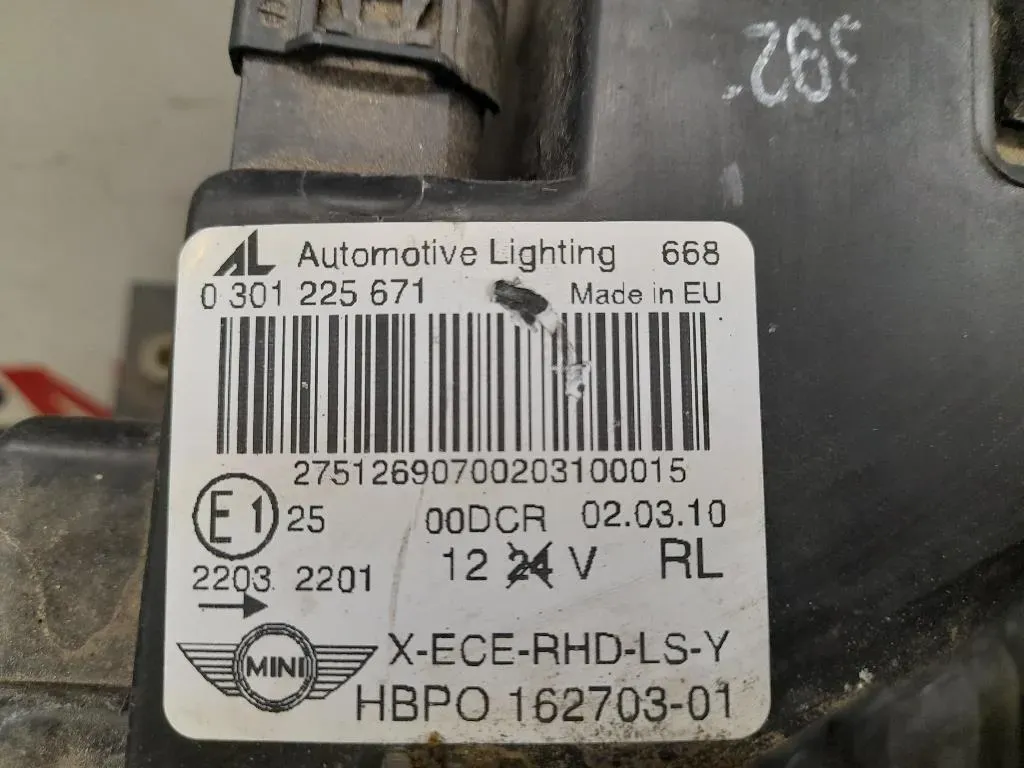 392
AL Automotive Lighting 668
0 301 225 671 Made in EU
27512690700203100015
E1 25 00DCR 02.03.10
2203 2201 12 24 V RL
MINI X-ECE-RHD-LS-Y
HBPO 162703-01